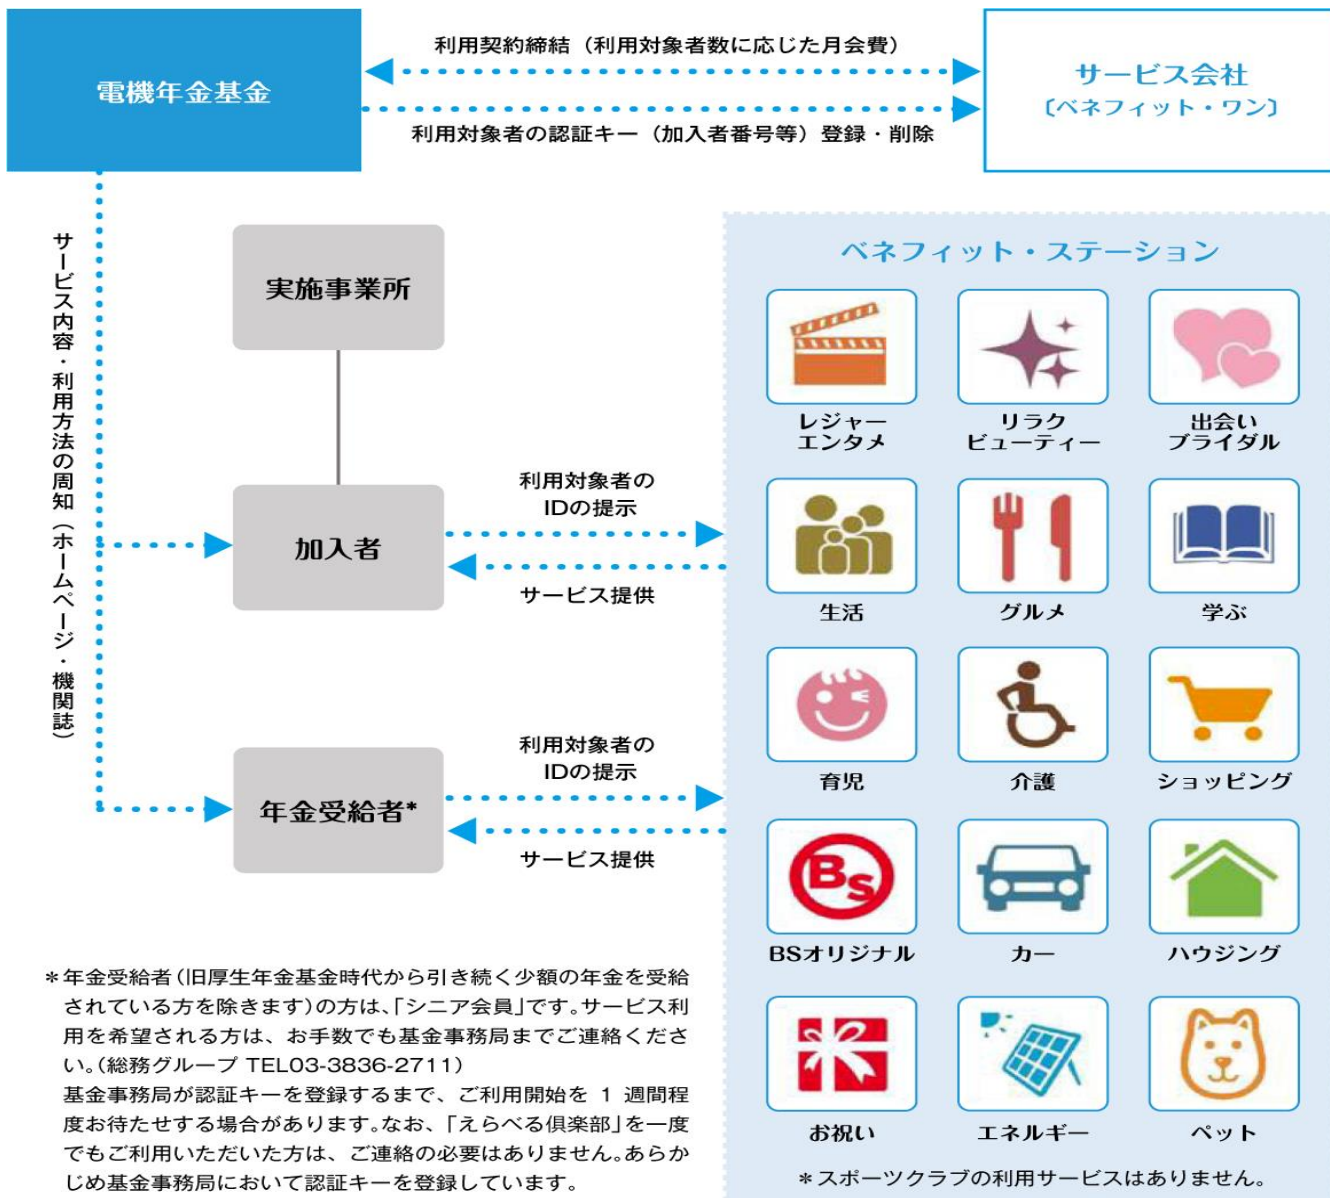 電機年金基金
利用契約締結（利用対象者数に応じた月会費）
利用対象者の認証キー（加入者番号等）登録・削除
サービス会社
〔ベネフィット・ワン〕
サービス内容・利用方法の周知（ホームページ・機関誌）
実施事業所
加入者
利用対象者の
IDの提示
サービス提供
年金受給者*
利用対象者の
IDの提示
サービス提供
ベネフィット・ステーション
レジャー
エンタメ
リラク
ビューティー
出会い
ブライダル
生活
グルメ
学ぶ
育児
介護
ショッピング
BS
BSオリジナル
カー
ハウジング
お祝い
エネルギー
ペット
＊スポーツクラブの利用サービスはありません。
＊年金受給者（旧厚生年金基金時代から引き続く少額の年金を受給
されている方を除きます）の方は、「シニア会員」です。サービス利
用を希望される方は、お手数でも基金事務局までご連絡くださ
い。（総務グループ TEL03-3836-2711）
基金事務局が認証キーを登録するまで、ご利用開始を 1 週間程
度お待たせする場合があります。なお、「えらべる倶楽部」を一度
でもご利用いただいた方は、ご連絡の必要はありません。あらか
じめ基金事務局において認証キーを登録しています。